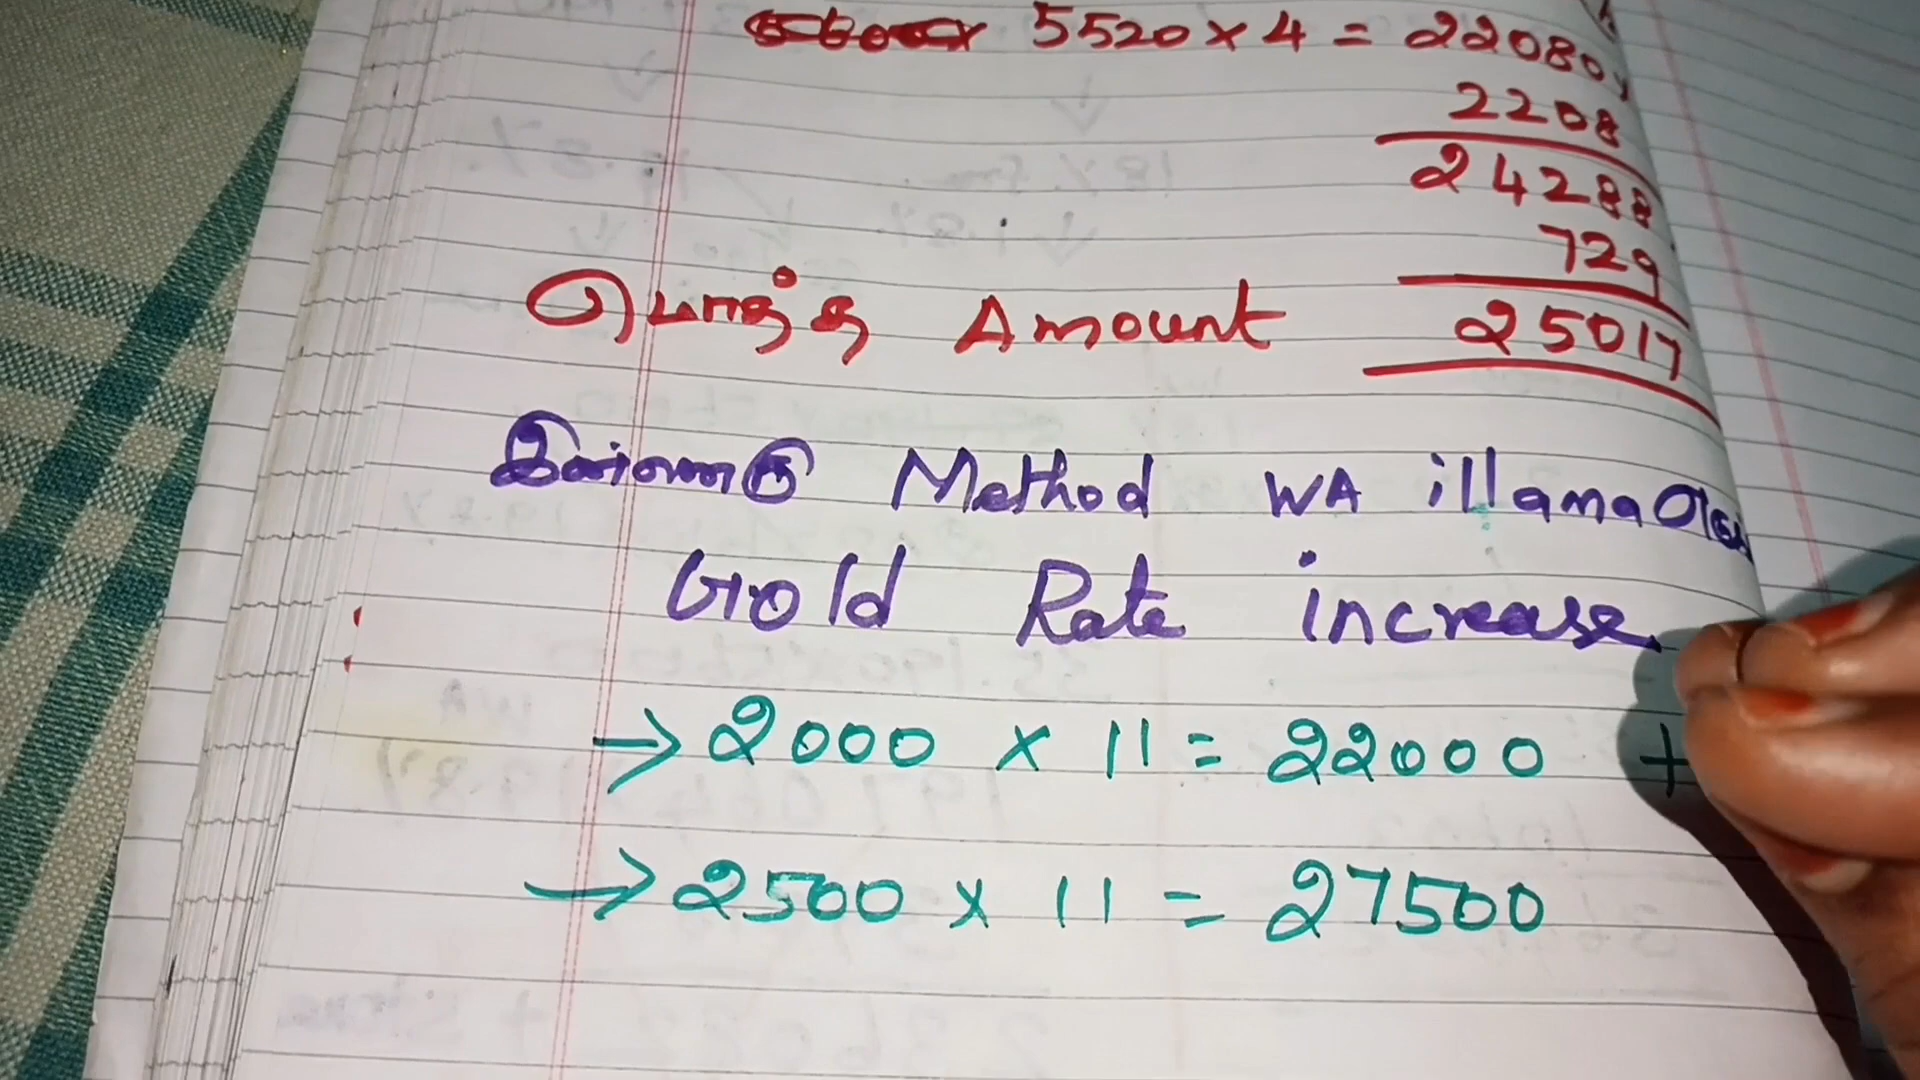 5520 x 4 = 22080
2208
24288
729
மொத்த Amount 25017
இன்னொரு Method WA illama
Gold Rate increase
→ 2000 x 11 = 22000 +
→ 2500 x 11 = 27500